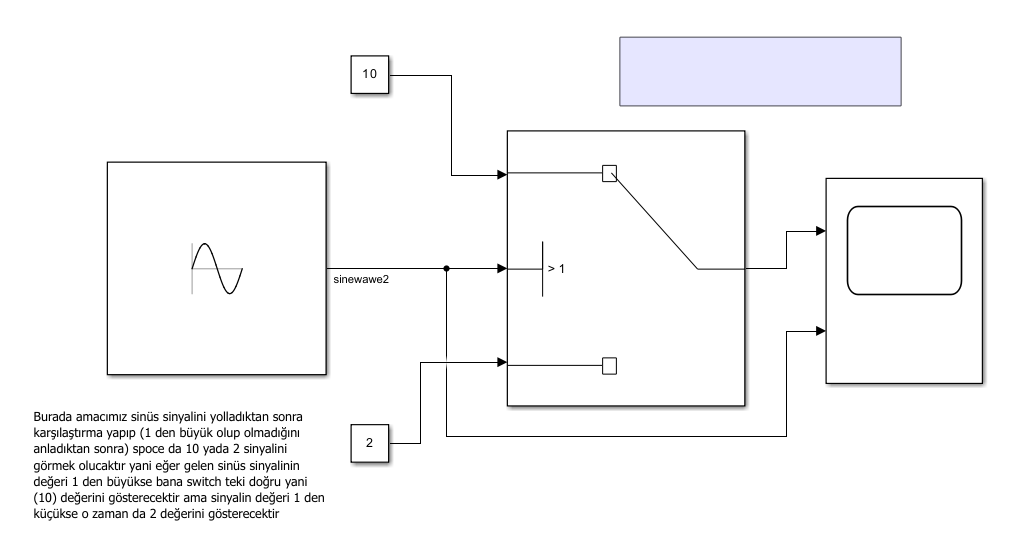 10
> 1
sinewawe2
2
Burada amacımız sinüs sinyalini yolladıktan sonra
karşılaştırma yapıp (1 den büyük olup olmadığını
anladıktan sonra) spoce da 10 yada 2 sinyalini
görmek olucaktır yani eğer gelen sinüs sinyalinin
değeri 1 den büyükse bana switch teki doğru yani
(10) değerini gösterecektir ama sinyalin değeri 1 den
küçükse o zaman da 2 değerini gösterecektir